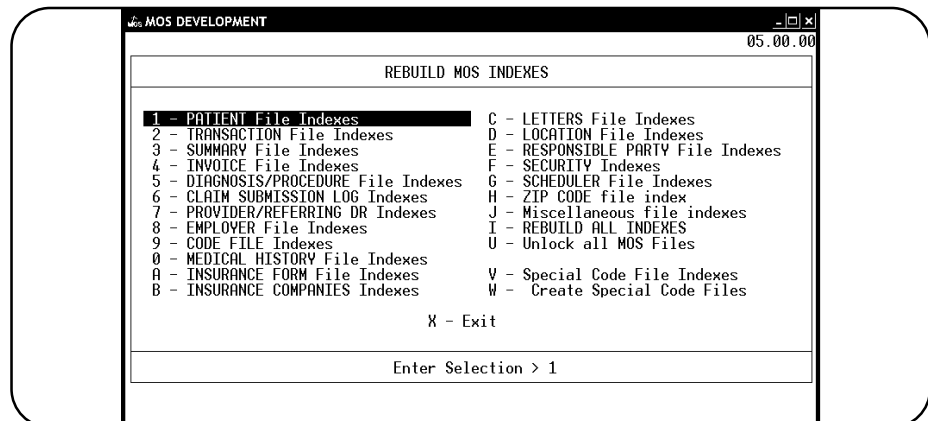 MOS MOS DEVELOPMENT
05.00.00
REBUILD MOS INDEXES
1 - PATIENT File Indexes
2 - TRANSACTION File Indexes
3 - SUMMARY File Indexes
4 - INVOICE File Indexes
5 - DIAGNOSIS/PROCEDURE File Indexes
6 - CLAIM SUBMISSION LOG Indexes
7 - PROVIDER/REFERRING DR Indexes
8 - EMPLOYER File Indexes
9 - CODE FILE Indexes
0 - MEDICAL HISTORY File Indexes
A - INSURANCE FORM File Indexes
B - INSURANCE COMPANIES Indexes
C - LETTERS File Indexes
D - LOCATION File Indexes
E - RESPONSIBLE PARTY File Indexes
F - SECURITY Indexes
G - SCHEDULER File Indexes
H - ZIP CODE file index
J - Miscellaneous file indexes
I - REBUILD ALL INDEXES
U - Unlock all MOS Files
V - Special Code File Indexes
W - Create Special Code Files
X - Exit
Enter Selection > 1